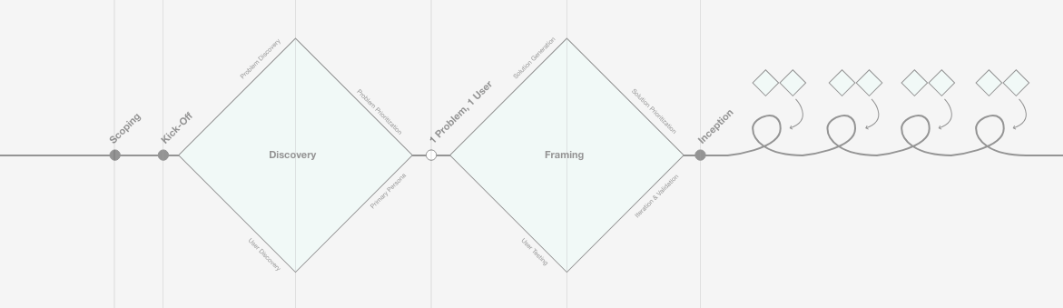 Scoping
Kick-Off
Problem Discovery
Problem Prioritization
Discovery
User Discovery
Primary Persona
1 Problem, 1 User
Solution Generation
Solution Prioritization
Framing
User Testing
Iteration & Validation
Inception